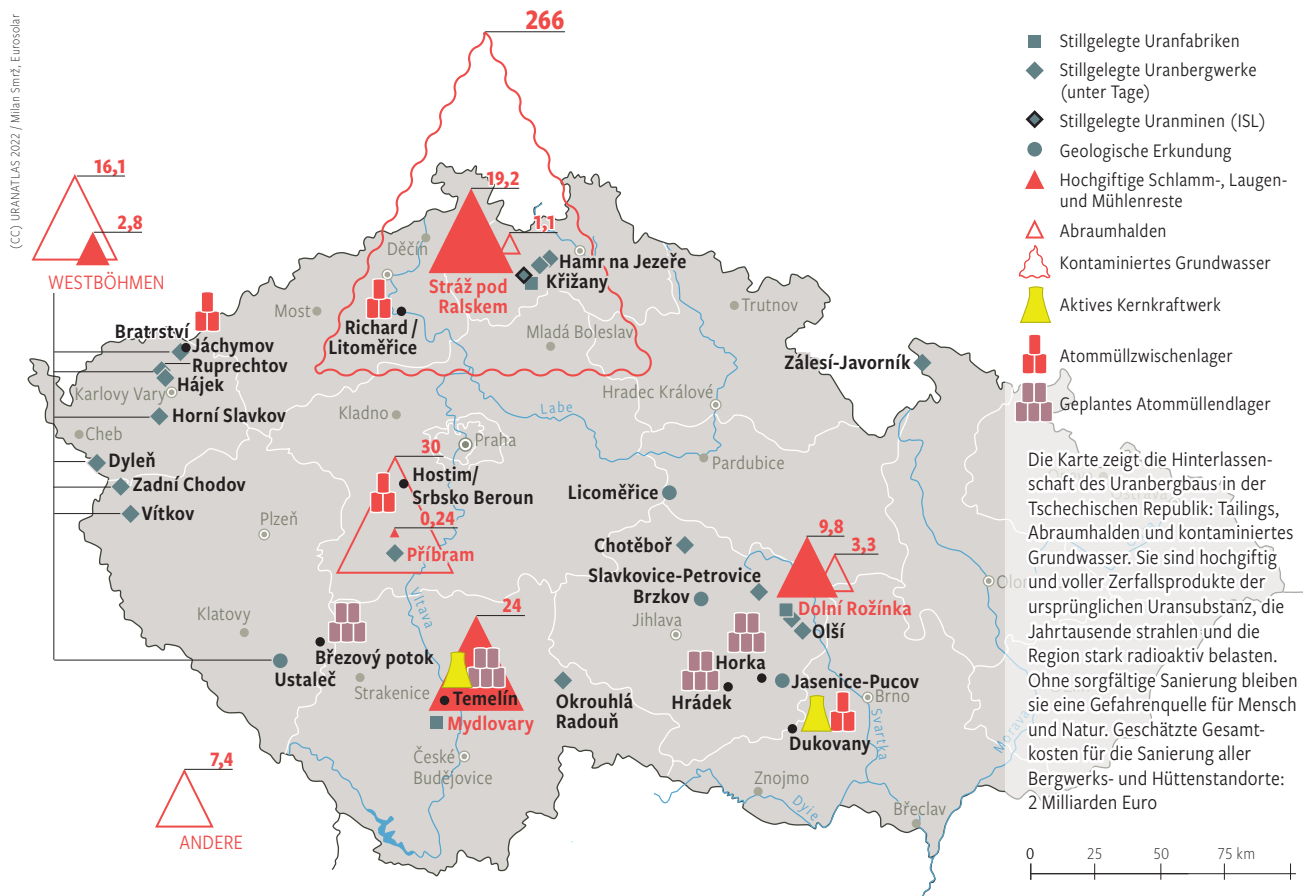 (CC) URANATLAS 2022 / Milan Smrž, Eurosolar
266
16,1
2,8
WESTBÖHMEN
19,2
1,1
Děčín
Hamr na Jezeře
Křižany
Stráž pod
Ralskem
Most
Richard /
Litoměřice
Mladá Boleslav
Trutnov
Bratrství
Jáchymov
Ruprechtov
Hájek
Karlovy Vary
Horní Slavkov
Zálesí-Javorník
Kladno
Labe
Hradec Králové
Cheb
Praha
Dyleň
Zadní Chodov
Vítkov
30
Hostim/
Srbsko Beroun
Pardubice
Licoměřice
Plzeň
0,24
Příbram
Chotěboř
9,8
3,3
Slavkovice-Petrovice
Brzkov
Dolní Rožínka
Olší
Jihlava
Vltava
Klatovy
24
Březový potok
Ustaleč
Strakenice
Temelín
Mydlovary
Okrouhlá
Radouň
Horka
Hrádek
Jasenice-Pucov
Brno
Svartka
Dukovany
České
Budějovice
Znojmo
Dyje
Břeclav
Morava
7,4
ANDERE
Stillgelegte Uranfabriken
Stillgelegte Uranbergwerke
(unter Tage)
Stillgelegte Uranminen (ISL)
Geologische Erkundung
Hochgiftige Schlamm-, Laugen-
und Mühlenreste
Abraumhalden
Kontaminiertes Grundwasser
Aktives Kernkraftwerk
Atommüllzwischenlager
Geplantes Atommüllendlager
Die Karte zeigt die Hinterlassen-
schaft des Uranbergbaus in der
Tschechischen Republik: Tailings,
Abraumhalden und kontaminiertes
Grundwasser. Sie sind hochgiftig
und voller Zerfallsprodukte der
ursprünglichen Uransubstanz, die
Jahrtausende strahlen und die
Region stark radioaktiv belasten.
Ohne sorgfältige Sanierung bleiben
sie eine Gefahrenquelle für Mensch
und Natur. Geschätzte Gesamt-
kosten für die Sanierung aller
Bergwerks- und Hüttenstandorte:
2 Milliarden Euro
0 25 50 75 km